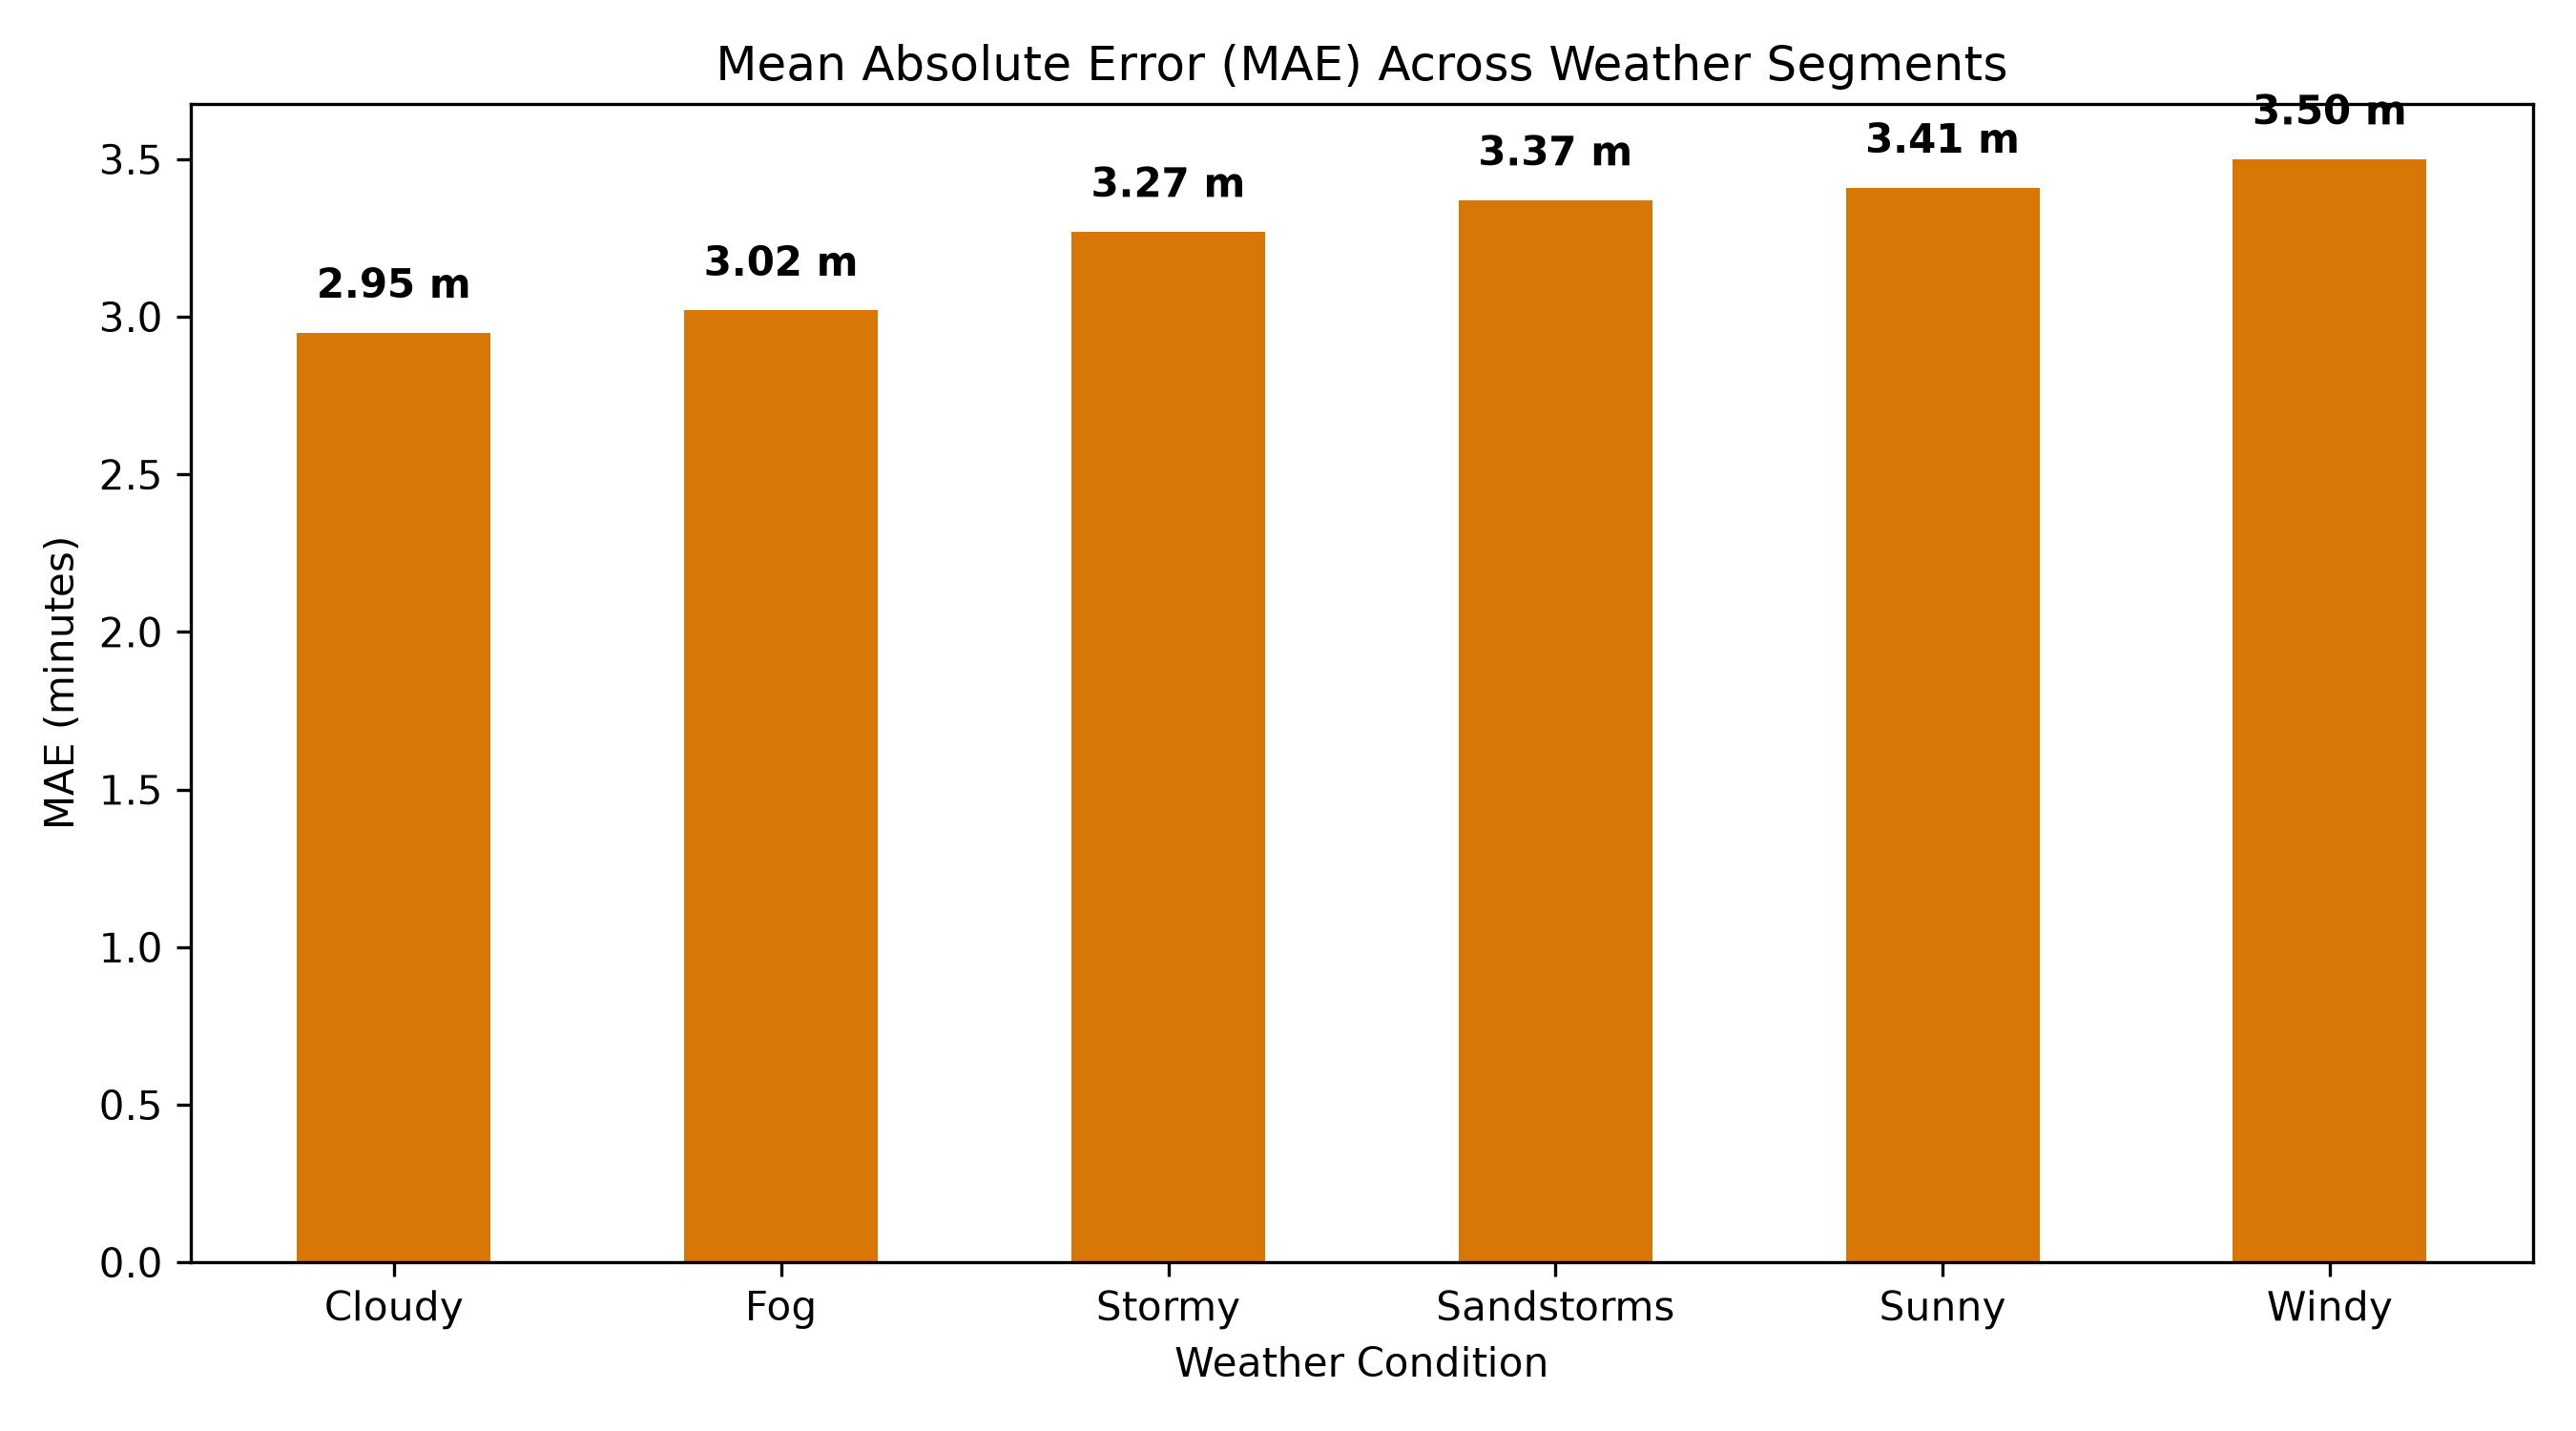 Mean Absolute Error (MAE) Across Weather Segments
3.50 m
3.41 m
3.37 m
3.27 m
3.02 m
2.95 m
3.5
3.0
2.5
2.0
1.5
1.0
0.5
0.0
MAE (minutes)
Cloudy Fog Stormy Sandstorms Sunny Windy
Weather Condition